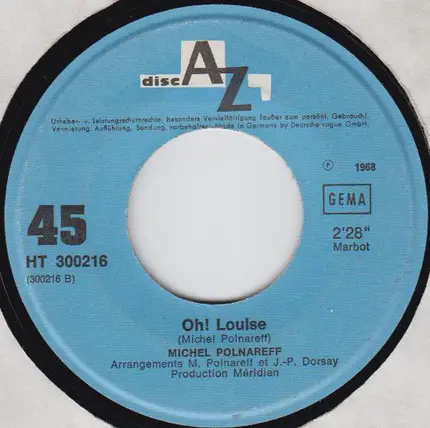 disc AZ
Urheber- u. Leistungsschutzrechte, besonders Vervielfältigung (außer zum persönl. Gebrauch),
Vermietung, Aufführung, Sendung, vorbehalten - Made in Germany by Deutsche Vogue GmbH.
Ⓟ 1968
GEMA
45
2'28"
Marbot
HT 300216
(300216 B)
Oh! Louise
(Michel Polnareff)
MICHEL POLNAREFF
Arrangements M. Polnareff et J.-P. Dorsay
Production Méridian